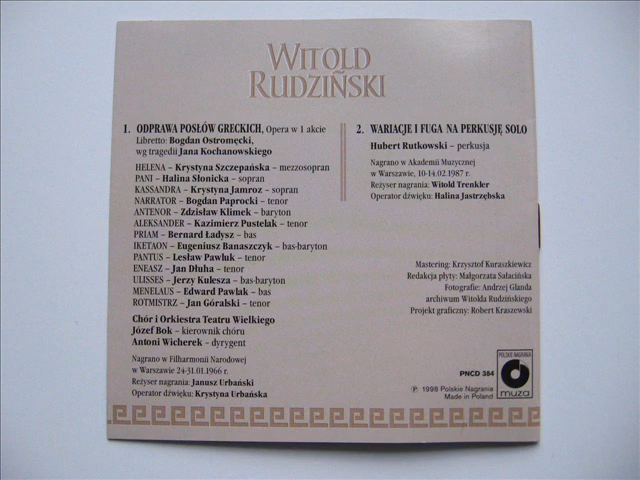 WITOLD
RUDZIŃSKI
1. ODPRAWA POSŁÓW GRECKICH, Opera w 1 akcie
Libretto: Bogdan Ostromęcki,
wg tragedii Jana Kochanowskiego
HELENA – Krystyna Szczepańska – mezzosopran
PANI – Halina Słonicka – sopran
KASSANDRA – Krystyna Jamroz – sopran
NARRATOR – Bogdan Paprocki – tenor
ANTENOR – Zdzisław Klimek – baryton
ALEKSANDER – Kazimierz Pustelak – tenor
PRIAM – Bernard Ładysz – bas
IKETAON – Eugeniusz Banaszczyk – bas-baryton
PANTUS – Lesław Pawluk – tenor
ENEASZ – Jan Dłuha – tenor
ULISSES – Jerzy Kulesza – bas-baryton
MENELAUS – Edward Pawlak – bas
ROTMISTRZ – Jan Góralski – tenor
Chór i Orkiestra Teatru Wielkiego
Józef Bok – kierownik chóru
Antoni Wicherek – dyrygent
Nagrano w Filharmonii Narodowej
w Warszawie 24-31.01.1966 r.
Reżyser nagrania: Janusz Urbański
Operator dźwięku: Krystyna Urbańska
2. WARIACJE I FUGA NA PERKUSJĘ SOLO
Hubert Rutkowski – perkusja
Nagrano w Akademii Muzycznej
w Warszawie, 10-14.02.1987 r.
Reżyser nagrania: Witold Trenkler
Operator dźwięku: Halina Jastrzębska
Mastering: Krzysztof Kuraszkiewicz
Redakcja płyty: Małgorzata Sałacińska
Fotografie: Andrzej Glanda
archiwum Witolda Rudzińskiego
Projekt graficzny: Robert Kraszewski
PNCD 384
Ⓟ 1998 Polskie Nagrania
Made in Poland
POLSKIE NAGRANIA
muza